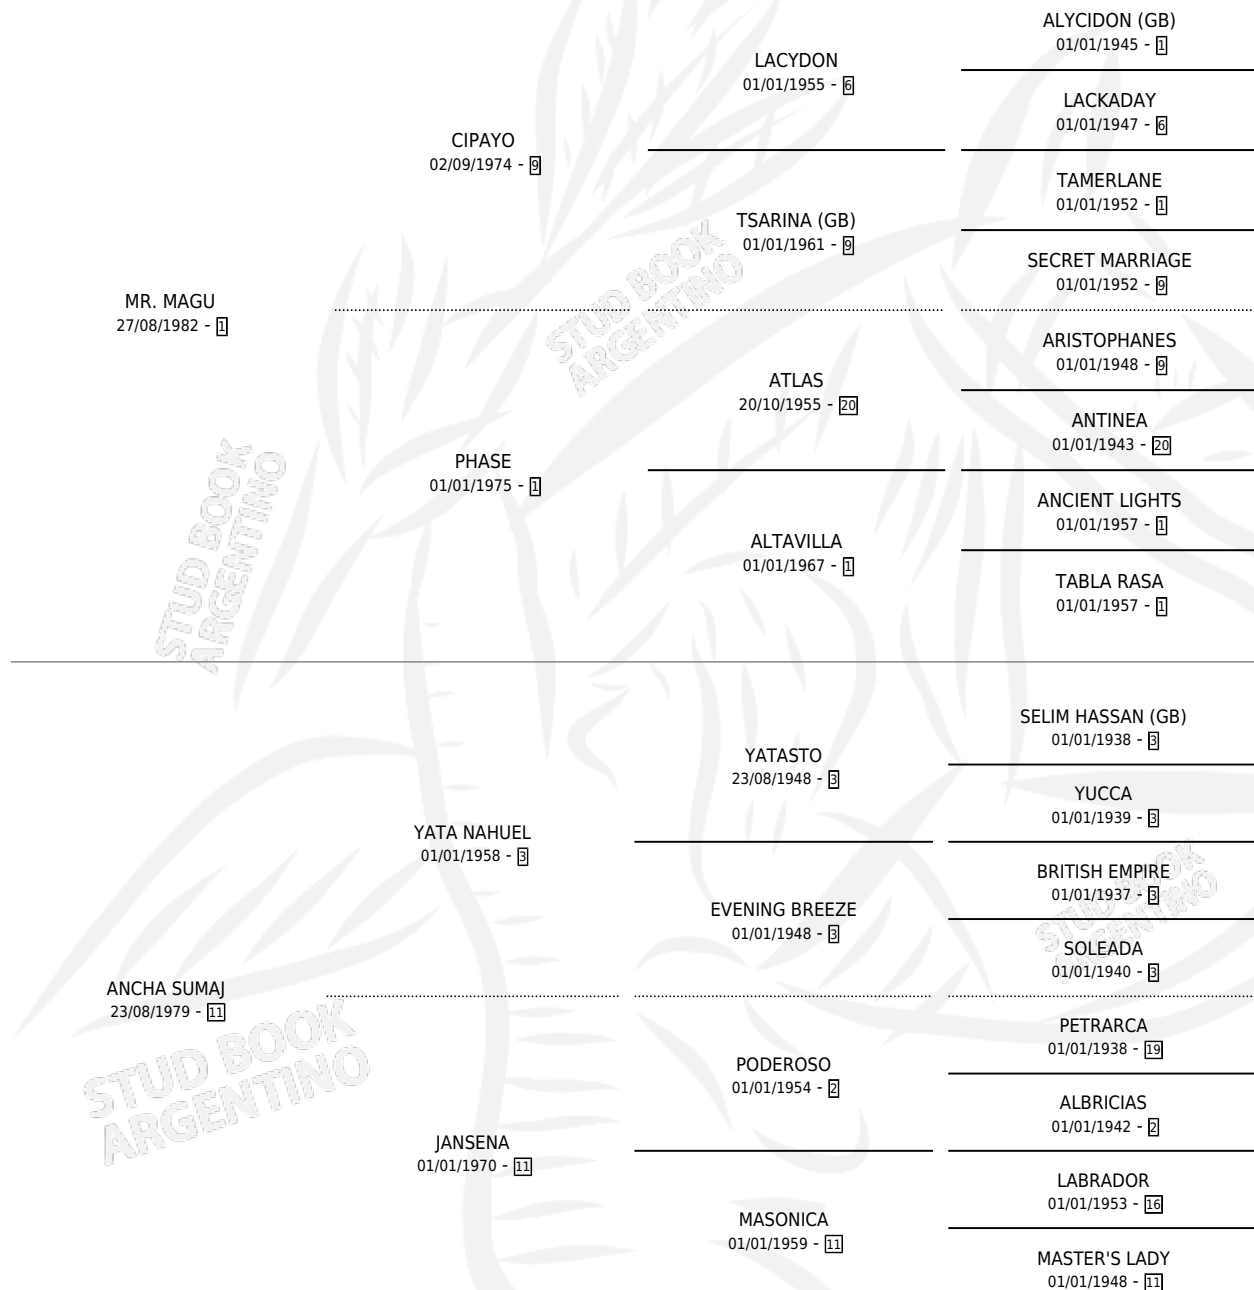 ALYCIDON (GB)
01/01/1945 - 1
LACYDON
01/01/1955 - 6
LACKADAY
01/01/1947 - 6
CIPAYO
02/09/1974 - 9
TAMERLANE
01/01/1952 - 1
TSARINA (GB)
01/01/1961 - 9
SECRET MARRIAGE
01/01/1952 - 9
MR. MAGU
27/08/1982 - 1
ARISTOPHANES
01/01/1948 - 9
ATLAS
20/10/1955 - 20
ANTINEA
01/01/1943 - 20
PHASE
01/01/1975 - 1
ANCIENT LIGHTS
01/01/1957 - 1
ALTAVILLA
01/01/1967 - 1
TABLA RASA
01/01/1957 - 1
SELIM HASSAN (GB)
01/01/1938 - 3
YATASTO
23/08/1948 - 3
YUCCA
01/01/1939 - 3
YATA NAHUEL
01/01/1958 - 3
BRITISH EMPIRE
01/01/1937 - 3
EVENING BREEZE
01/01/1948 - 3
SOLEADA
01/01/1940 - 3
ANCHA SUMAJ
23/08/1979 - 11
PETRARCA
01/01/1938 - 19
PODEROSO
01/01/1954 - 2
ALBRICIAS
01/01/1942 - 2
JANSENA
01/01/1970 - 11
LABRADOR
01/01/1953 - 16
MASONICA
01/01/1959 - 11
MASTER'S LADY
01/01/1948 - 11
STUD BOOK
ARGENTINO
STUD BOOK
ARGENTINO
STUD BOOK
ARGENTINO
STUD BOOK
ARGENTINO